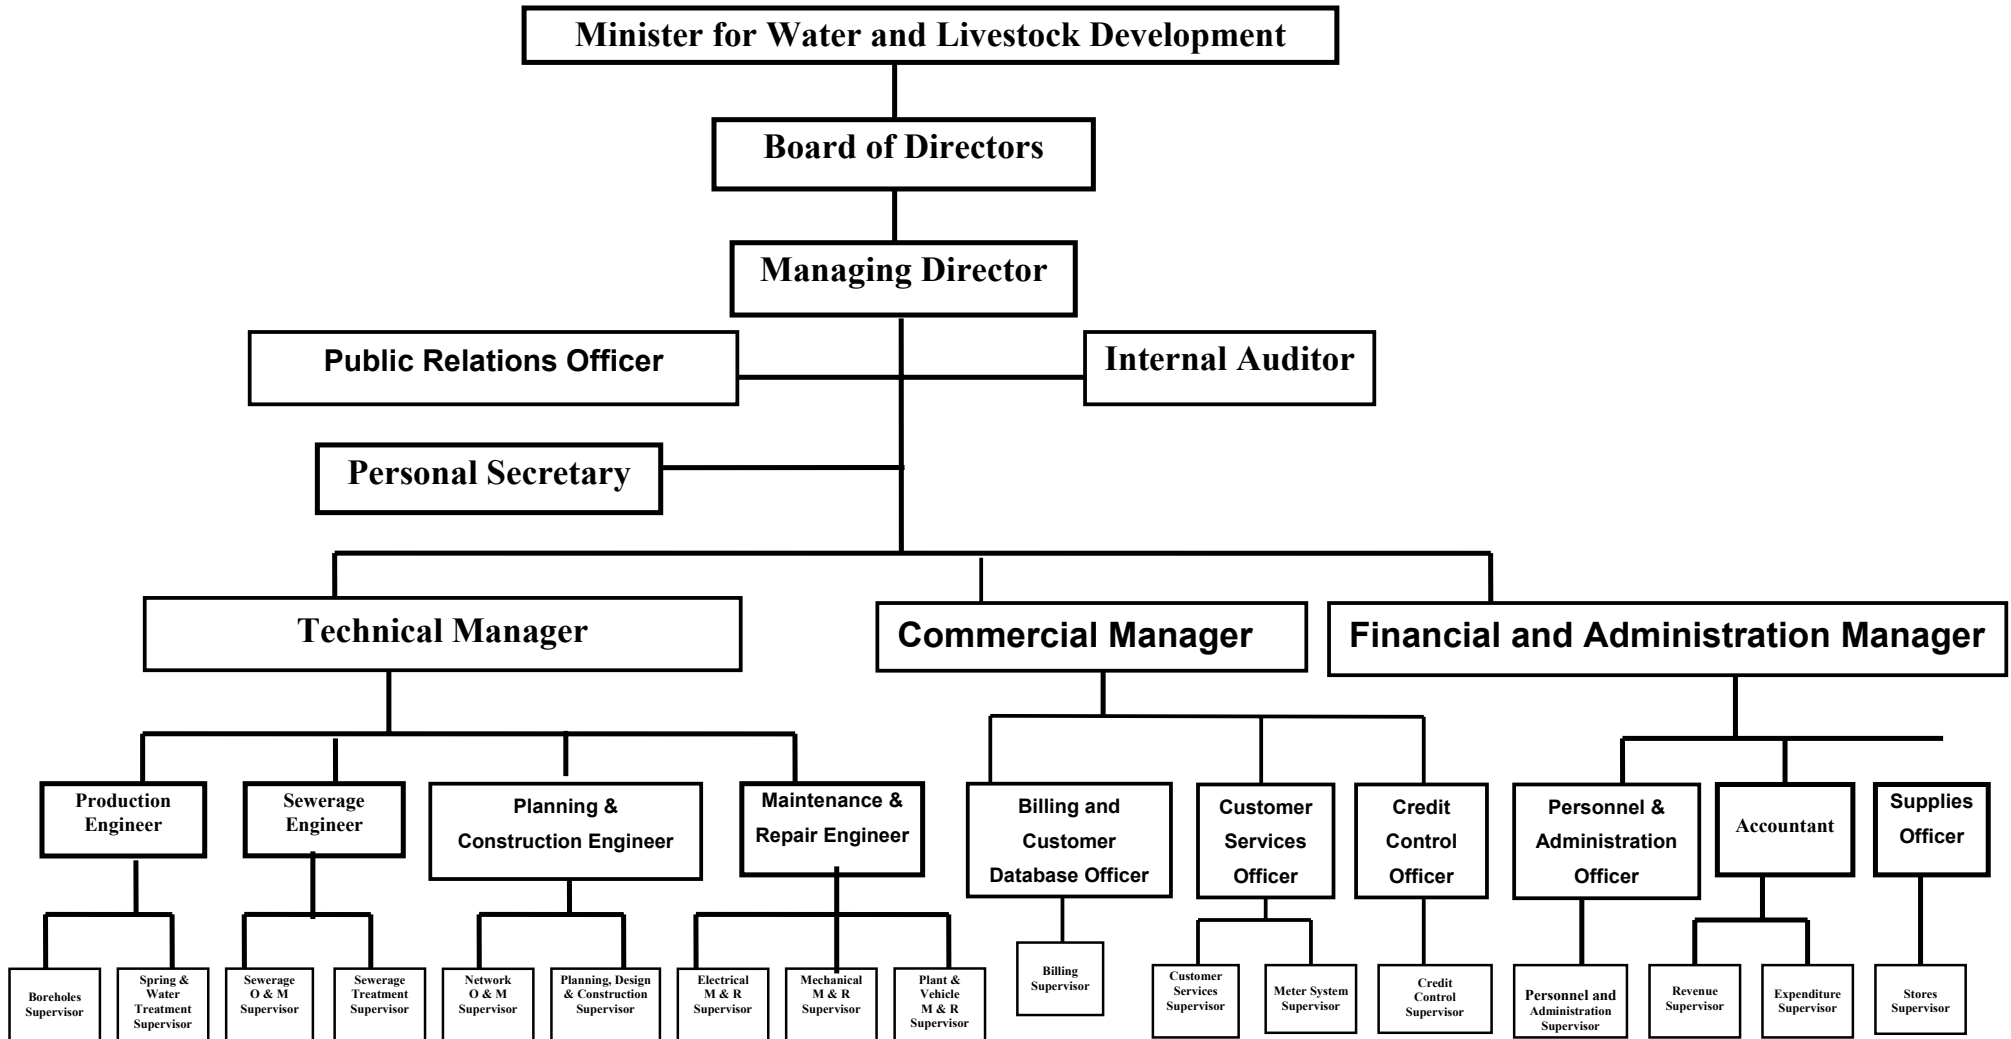 Minister for Water and Livestock Development
Board of Directors
Managing Director
Public Relations Officer
Internal Auditor
Personal Secretary
Technical Manager
Commercial Manager
Financial and Administration Manager
Production
Engineer
Sewerage
Engineer
Planning &
Construction Engineer
Maintenance &
Repair Engineer
Billing and
Customer
Database Officer
Customer
Services
Officer
Credit
Control
Officer
Personnel &
Administration
Officer
Accountant
Supplies
Officer
Boreholes
Supervisor
Spring &
Water
Treatment
Supervisor
Sewerage
O & M
Supervisor
Sewerage
Treatment
Supervisor
Network
O & M
Supervisor
Planning, Design
& Construction
Supervisor
Electrical
M & R
Supervisor
Mechanical
M & R
Supervisor
Plant &
Vehicle
M & R
Supervisor
Billing
Supervisor
Customer
Services
Supervisor
Meter System
Supervisor
Credit
Control
Supervisor
Personnel and
Administration
Supervisor
Revenue
Supervisor
Expenditure
Supervisor
Stores
Supervisor